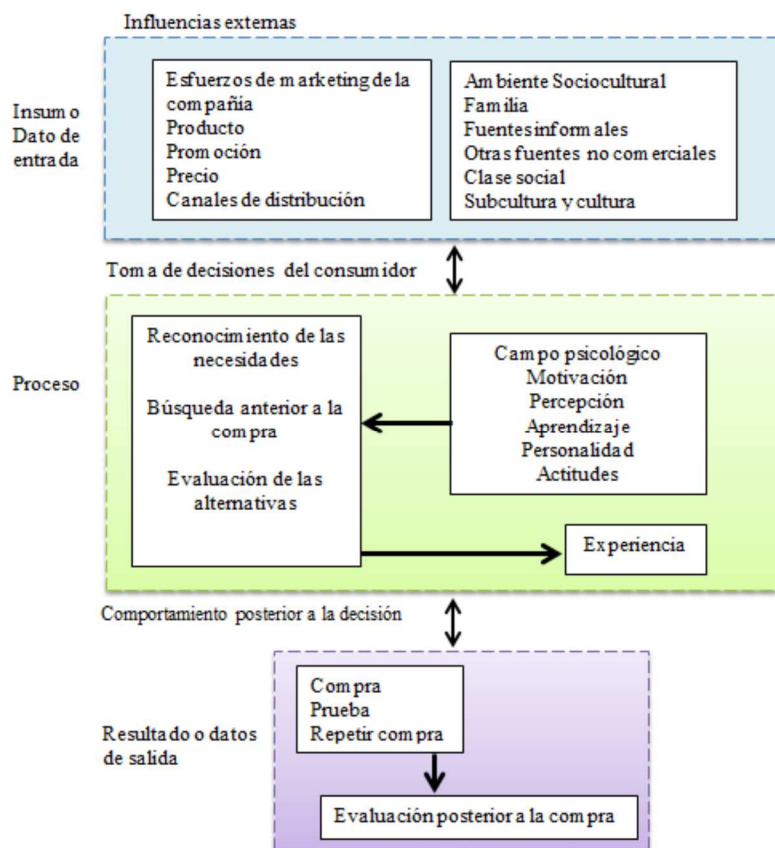 Influencias externas
Insumo
Dato de
entrada
Esfuerzos de marketing de la
compañía
Producto
Promoción
Precio
Canales de distribución
Ambiente Sociocultural
Familia
Fuentes informales
Otras fuentes no comerciales
Clase social
Subcultura y cultura
Toma de decisiones del consumidor
Proceso
Reconocimiento de las
necesidades
Búsqueda anterior a la
compra
Evaluación de las
alternativas
Campo psicológico
Motivación
Percepción
Aprendizaje
Personalidad
Actitudes
Experiencia
Comportamiento posterior a la decisión
Resultado o datos
de salida
Compra
Prueba
Repetir compra
Evaluación posterior a la compra